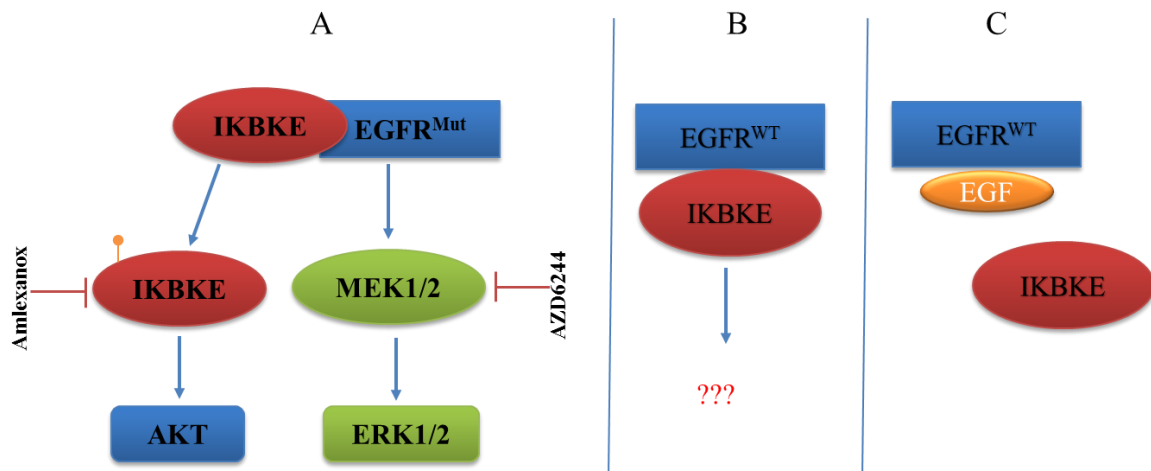 A
B
C
IKBKE
EGFRᴹᵘᵗ
EGFRᵂᵀ
EGFRᵂᵀ
IKBKE
EGF
Amlexanox
IKBKE
MEK1/2
AZD6244
IKBKE
???
AKT
ERK1/2